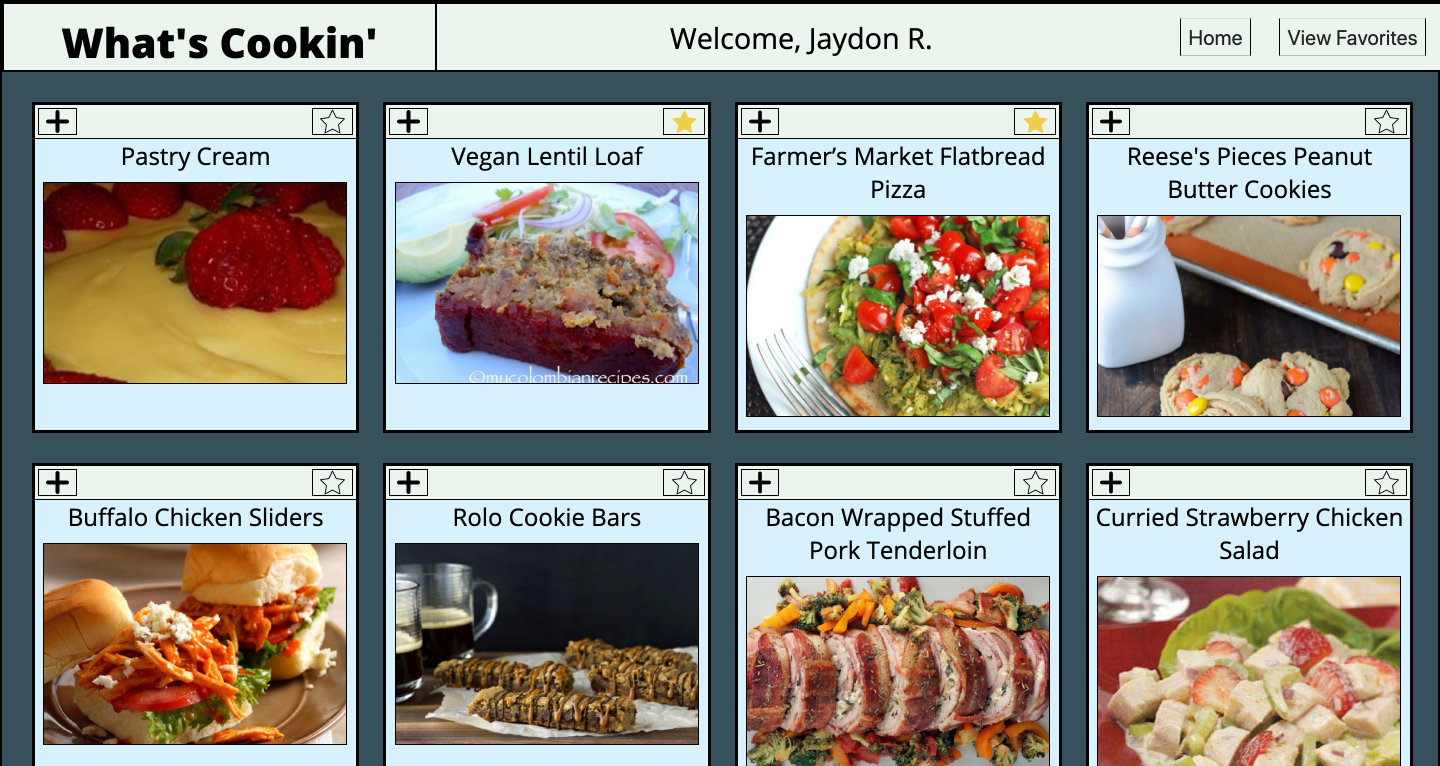 What's Cookin'
Welcome, Jaydon R.
Home
View Favorites
Pastry Cream
Vegan Lentil Loaf
Farmer’s Market Flatbread
Pizza
Reese's Pieces Peanut
Butter Cookies
©mycolombianrecipes.com
Buffalo Chicken Sliders
Rolo Cookie Bars
Bacon Wrapped Stuffed
Pork Tenderloin
Curried Strawberry Chicken
Salad